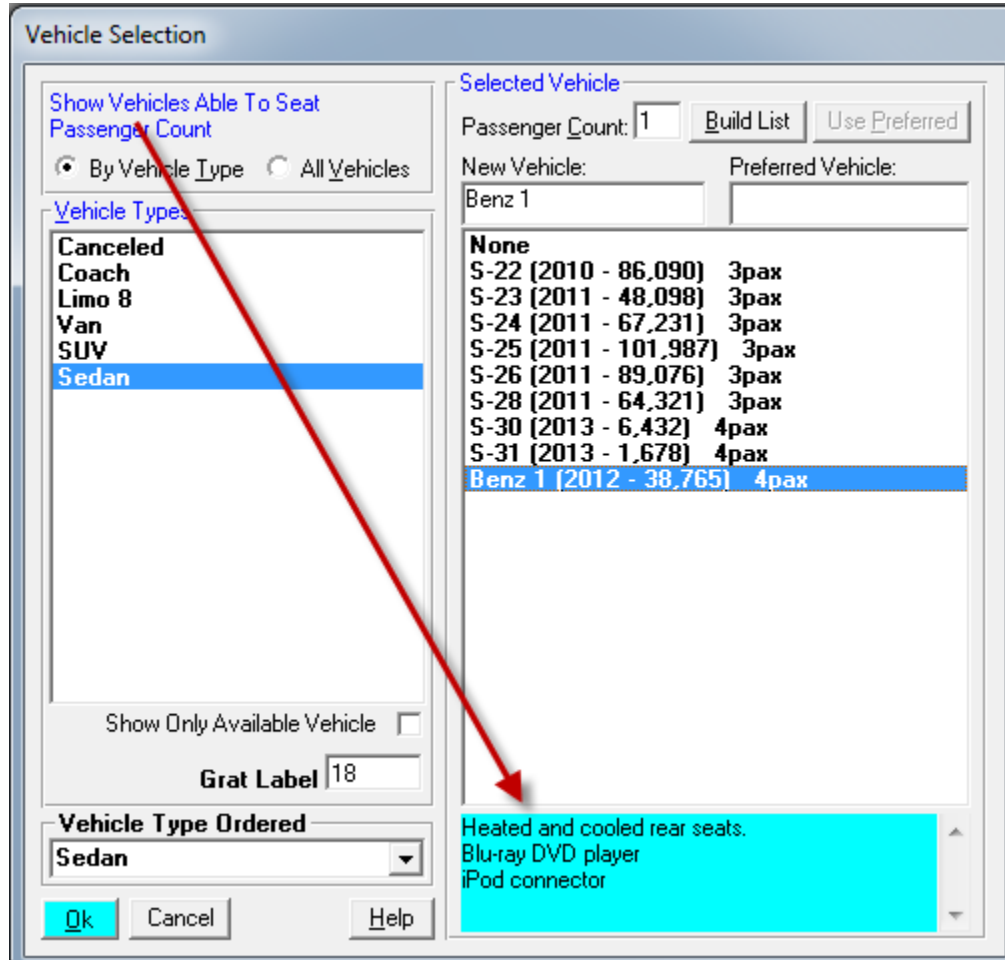 Vehicle Selection
Show Vehicles Able To Seat
Passenger Count
By Vehicle Type
All Vehicles
Vehicle Types
Canceled
Coach
Limo 8
Van
SUV
Sedan
Show Only Available Vehicle
Grat Label 18
Vehicle Type Ordered
Sedan
Ok
Cancel
Help
Selected Vehicle
Passenger Count: 1
Build List
Use Preferred
New Vehicle:
Preferred Vehicle:
Benz 1
None
S-22 (2010 - 86,090) 3pax
S-23 (2011 - 48,098) 3pax
S-24 (2011 - 67,231) 3pax
S-25 (2011 - 101,987) 3pax
S-26 (2011 - 89,076) 3pax
S-28 (2011 - 64,321) 3pax
S-30 (2013 - 6,432) 4pax
S-31 (2013 - 1,678) 4pax
Benz 1 (2012 - 38,765) 4pax
Heated and cooled rear seats.
Blu-ray DVD player
iPod connector